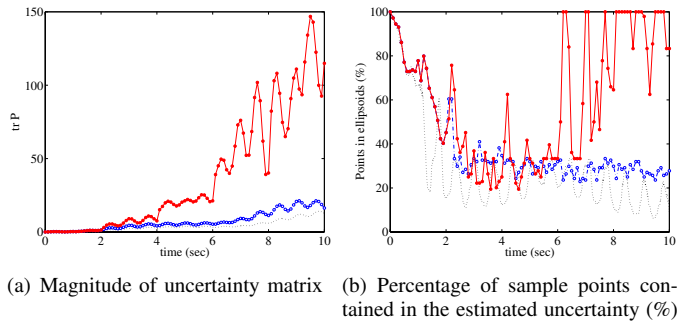 150
100
50
0
tr P
0 2 4 6 8 10
time (sec)
100
80
60
40
20
0
Points in ellipsoids (%)
0 2 4 6 8 10
time (sec)
(a) Magnitude of uncertainty matrix
(b) Percentage of sample points con-
tained in the estimated uncertainty (%)